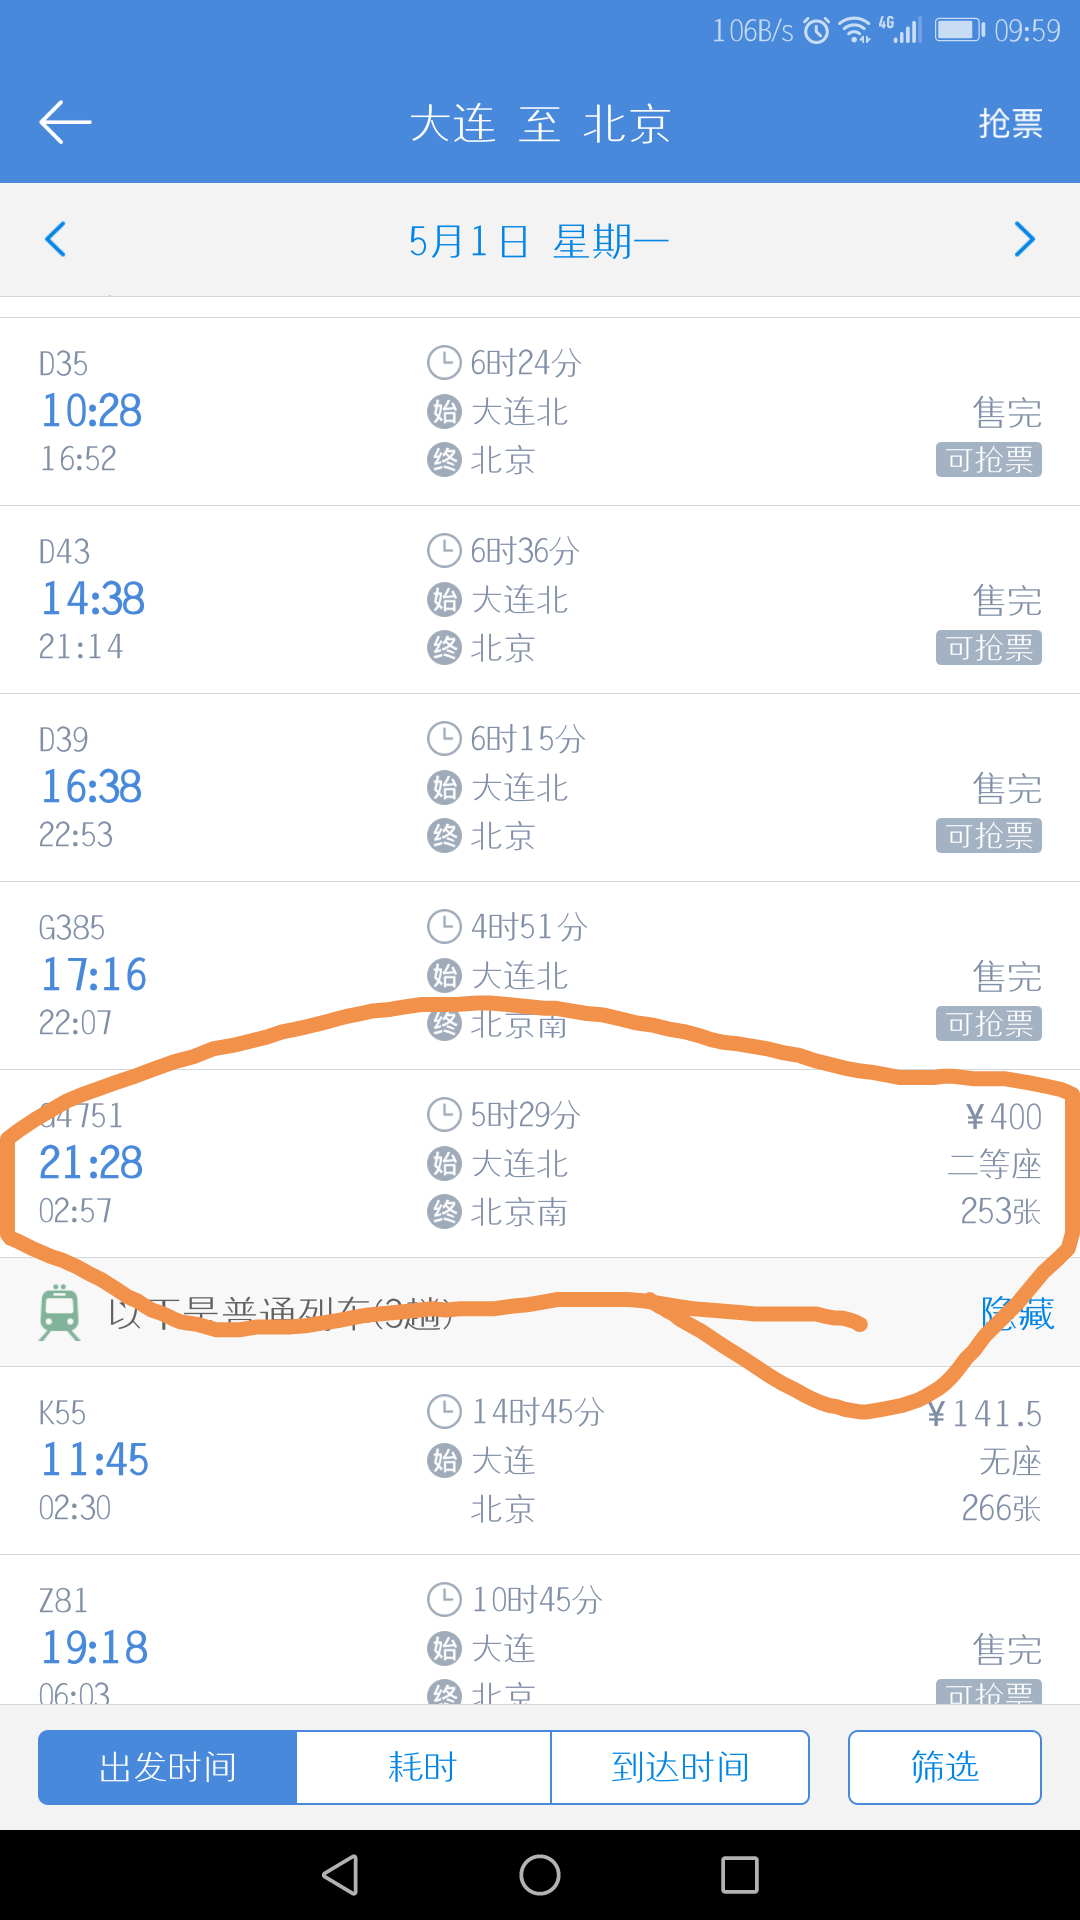 106B/s 4G 09:59
大连 至 北京 抢票
5月1日 星期一
D35 6时24分
10:28 始 大连北 售完
16:52 终 北京 可抢票
D43 6时36分
14:38 始 大连北 售完
21:14 终 北京 可抢票
D39 6时15分
16:38 始 大连北 售完
22:53 终 北京 可抢票
G385 4时51分
17:16 始 大连北 售完
22:07 终 北京南 可抢票
G4751 5时29分 ¥400
21:28 始 大连北 二等座
02:57 终 北京南 253张
以下是普通列车(3趟) 隐藏
K55 14时45分 ¥141.5
11:45 始 大连 无座
02:30 北京 266张
Z81 10时45分
19:18 始 大连 售完
06:03 终 北京 可抢票
出发时间 耗时 到达时间 筛选